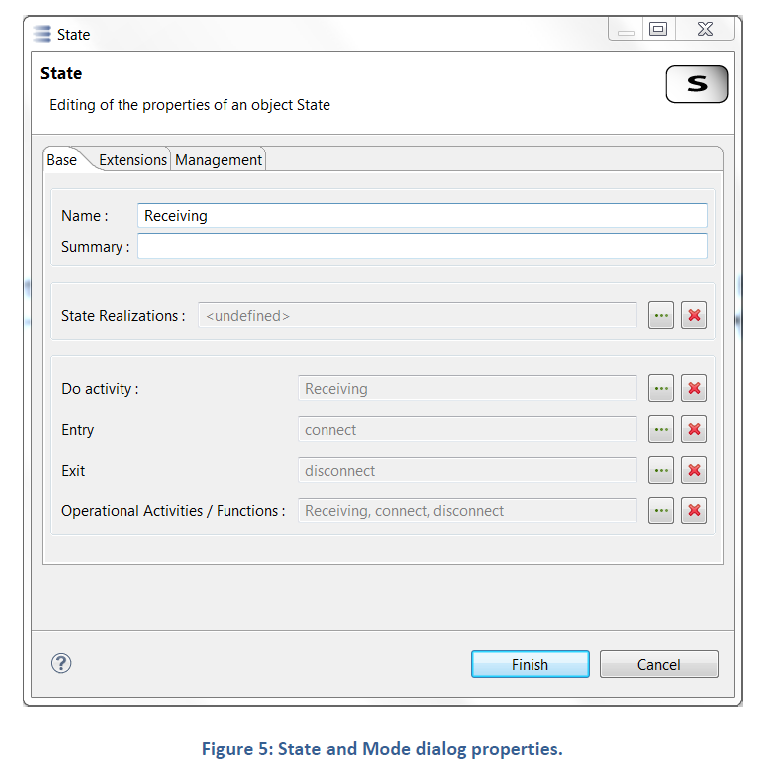 State
State
Editing of the properties of an object State
S
Base Extensions Management
Name : Receiving
Summary :
State Realizations : <undefined> ...
Do activity : Receiving ...
Entry connect ...
Exit disconnect ...
Operational Activities / Functions : Receiving, connect, disconnect ...
? Finish Cancel
Figure 5: State and Mode dialog properties.